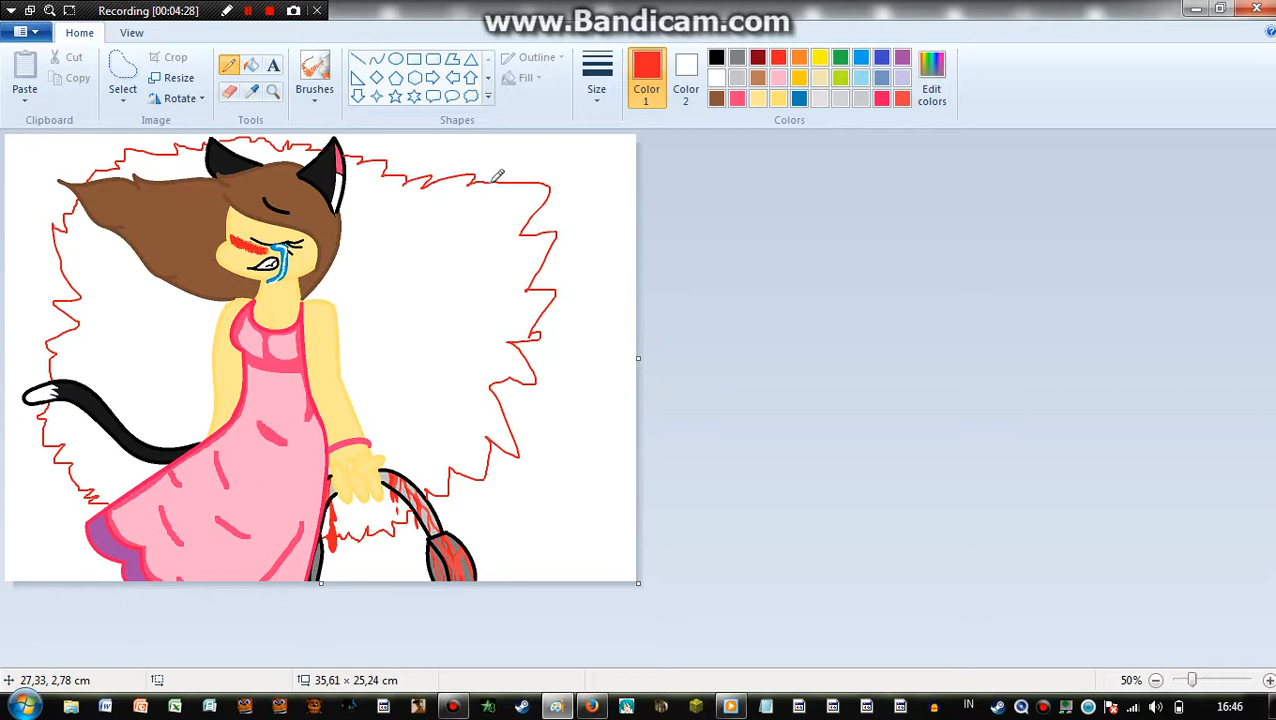 Recording [00:04:28]
www.Bandicam.com
Home View
Paste
Cut
Copy
Clipboard
Select
Crop
Resize
Rotate
Image
A
Tools
Brushes
Shapes
Outline
Fill
Size
Color
1
Color
2
Edit
colors
Colors
27,33, 2,78 cm
35,61 × 25,24 cm
50%
IN
16:46